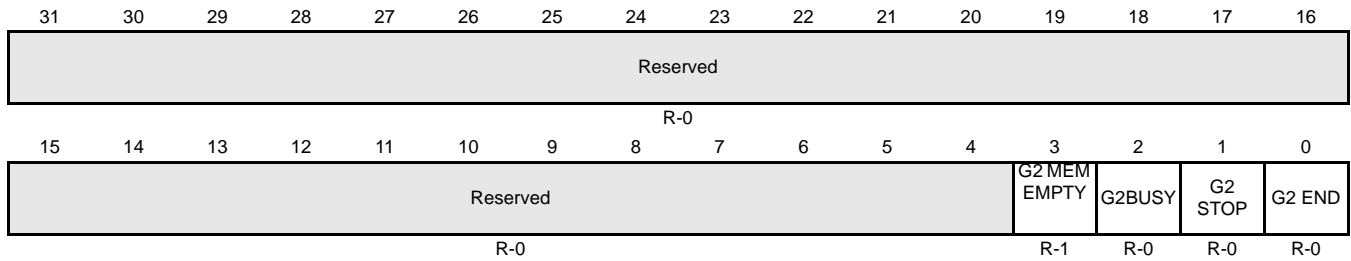 31 30 29 28 27 26 25 24 23 22 21 20 19 18 17 16
Reserved
R-0
15 14 13 12 11 10 9 8 7 6 5 4 3 2 1 0
Reserved
G2 MEM
EMPTY
G2BUSY
G2
STOP
G2 END
R-0 R-1 R-0 R-0 R-0